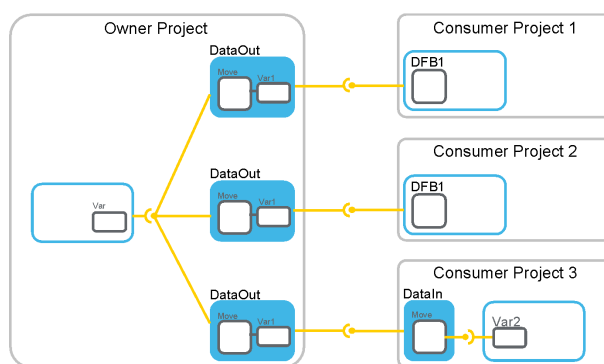 Owner Project
DataOut
Move
Var1
Var
DataOut
Move
Var1
DataOut
Move
Var1
Consumer Project 1
DFB1
Consumer Project 2
DFB1
Consumer Project 3
DataIn
Move
Var2